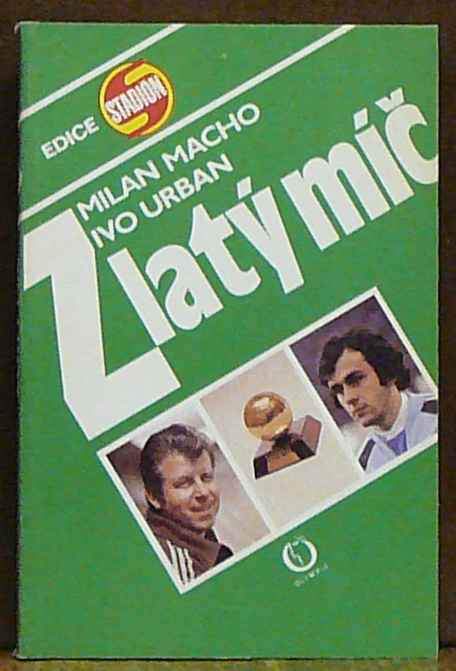 EDICE STADION
MILAN MACHO
IVO URBAN
Zlatý míč